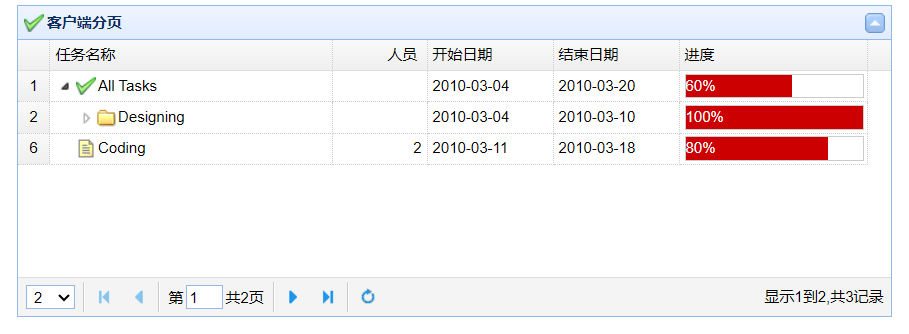 客户端分页
任务名称 人员 开始日期 结束日期 进度
1 All Tasks 2010-03-04 2010-03-20 60%
2 Designing 2010-03-04 2010-03-10 100%
6 Coding 2 2010-03-11 2010-03-18 80%
2 第 1 共2页 显示1到2,共3记录